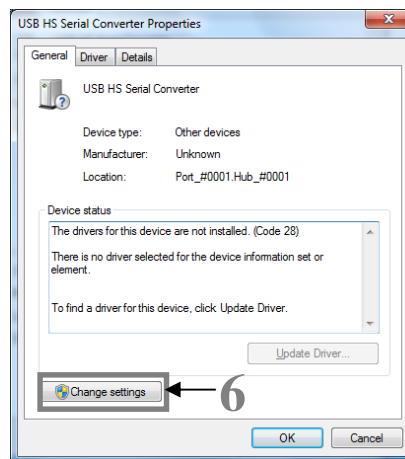 USB HS Serial Converter Properties
General Driver Details
USB HS Serial Converter
Device type: Other devices
Manufacturer: Unknown
Location: Port_#0001.Hub_#0001
Device status
The drivers for this device are not installed. (Code 28)
There is no driver selected for the device information set or
element.
To find a driver for this device, click Update Driver.
Update Driver...
Change settings
6
OK Cancel